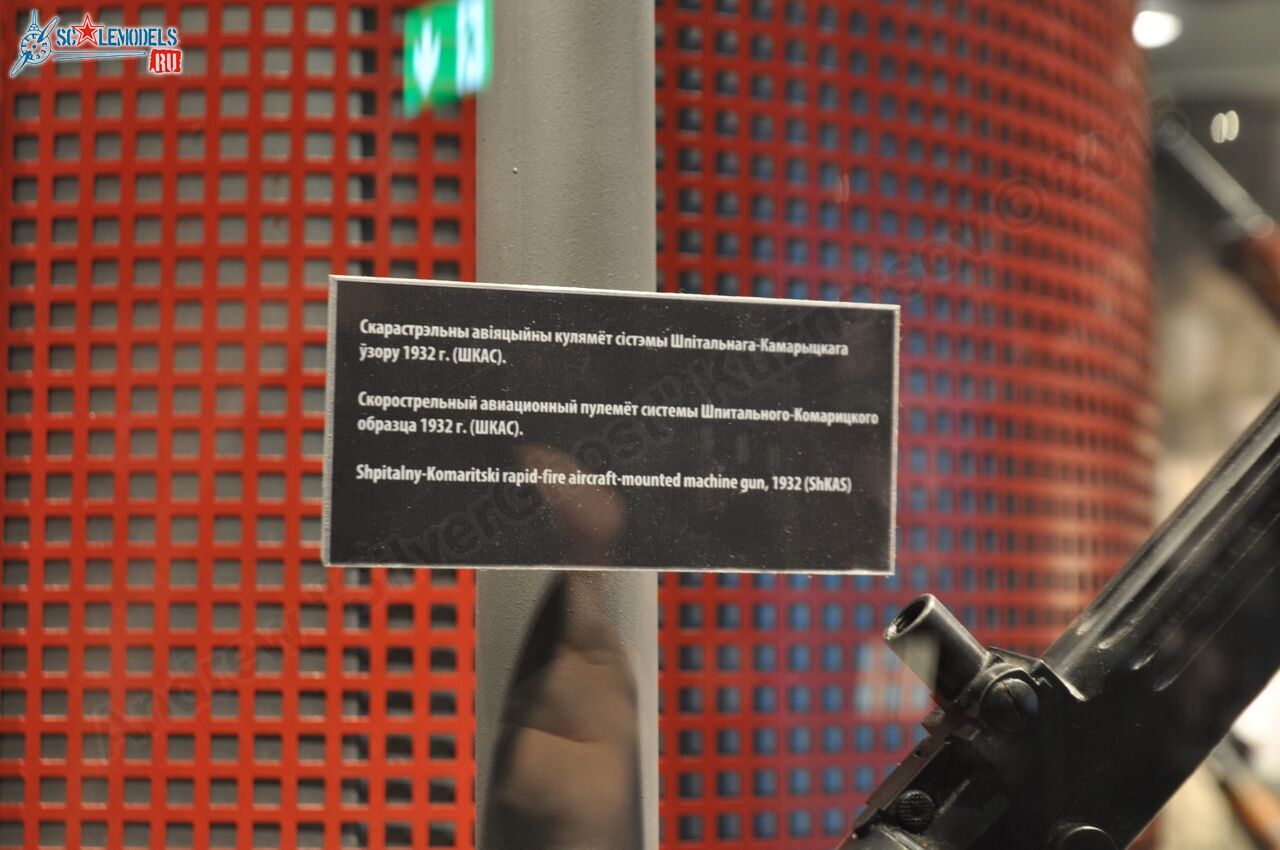 SCALEMODELS
RU
Скарастрэльны авіяцыйны кулямёт сістэмы Шпітальнага-Камарыцкага
ўзору 1932 г. (ШКАС).
Скорострельный авиационный пулемёт системы Шпитального-Комарицкого
образца 1932 г. (ШКАС).
Shpitalny-Komaritski rapid-fire aircraft-mounted machine gun, 1932 (ShKAS)